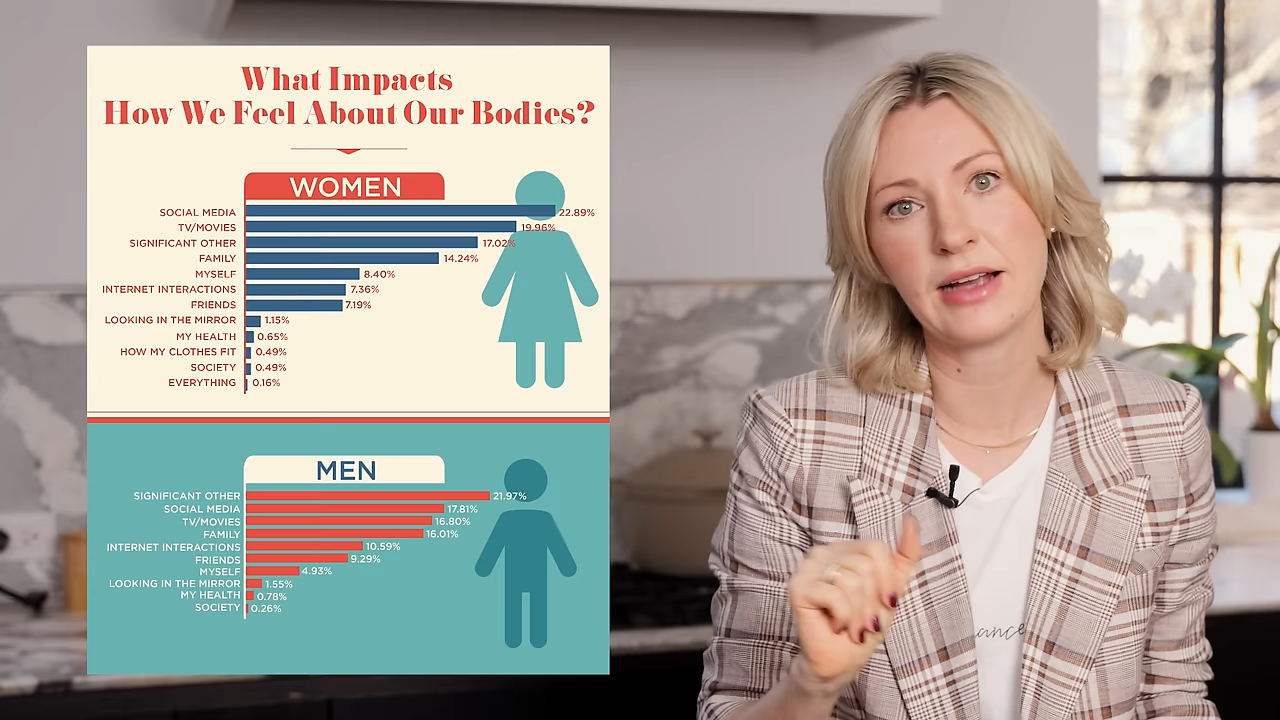 What Impacts
How We Feel About Our Bodies?
WOMEN
SOCIAL MEDIA 22.89%
TV/MOVIES 19.96%
SIGNIFICANT OTHER 17.02%
FAMILY 14.24%
MYSELF 8.40%
INTERNET INTERACTIONS 7.36%
FRIENDS 7.19%
LOOKING IN THE MIRROR 1.15%
MY HEALTH 0.65%
HOW MY CLOTHES FIT 0.49%
SOCIETY 0.49%
EVERYTHING 0.16%
MEN
SIGNIFICANT OTHER 21.97%
SOCIAL MEDIA 17.81%
TV/MOVIES 16.80%
FAMILY 16.01%
INTERNET INTERACTIONS 10.59%
FRIENDS 9.29%
MYSELF 4.93%
LOOKING IN THE MIRROR 1.55%
MY HEALTH 0.78%
SOCIETY 0.26%